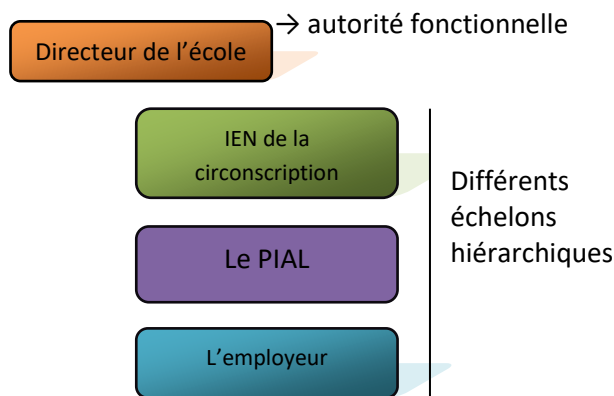 → autorité fonctionnelle
Directeur de l’école
IEN de la
circonscription
Différents
échelons
hiérarchiques
Le PIAL
L’employeur